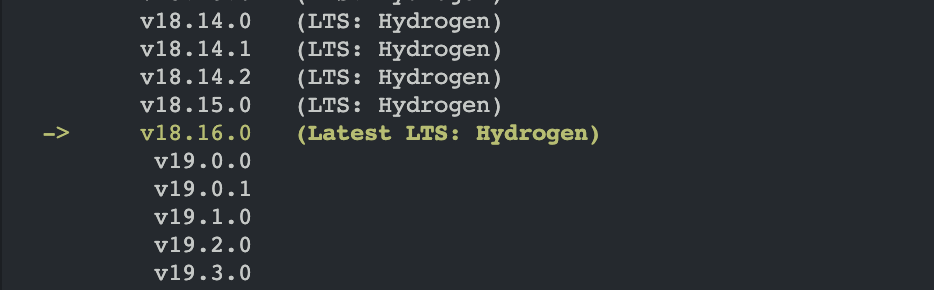 v18.14.0 (LTS: Hydrogen)
v18.14.1 (LTS: Hydrogen)
v18.14.2 (LTS: Hydrogen)
v18.15.0 (LTS: Hydrogen)
-> v18.16.0 (Latest LTS: Hydrogen)
v19.0.0
v19.0.1
v19.1.0
v19.2.0
v19.3.0